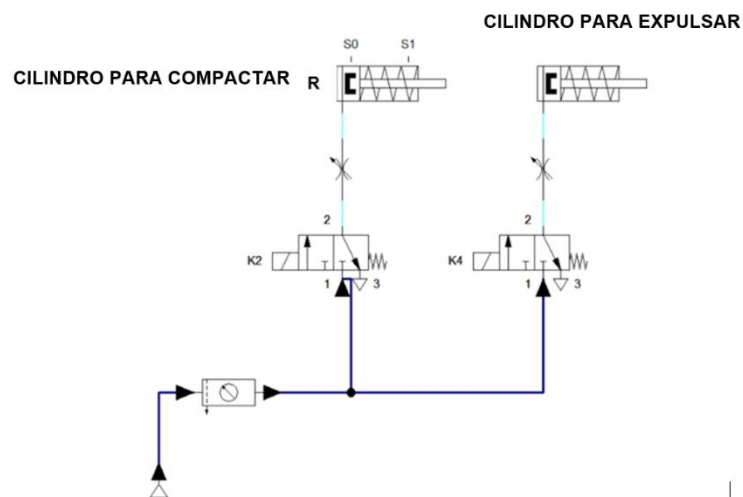 CILINDRO PARA EXPULSAR
S0 S1
CILINDRO PARA COMPACTAR R
2 2
K2 K4
1 3 1 3